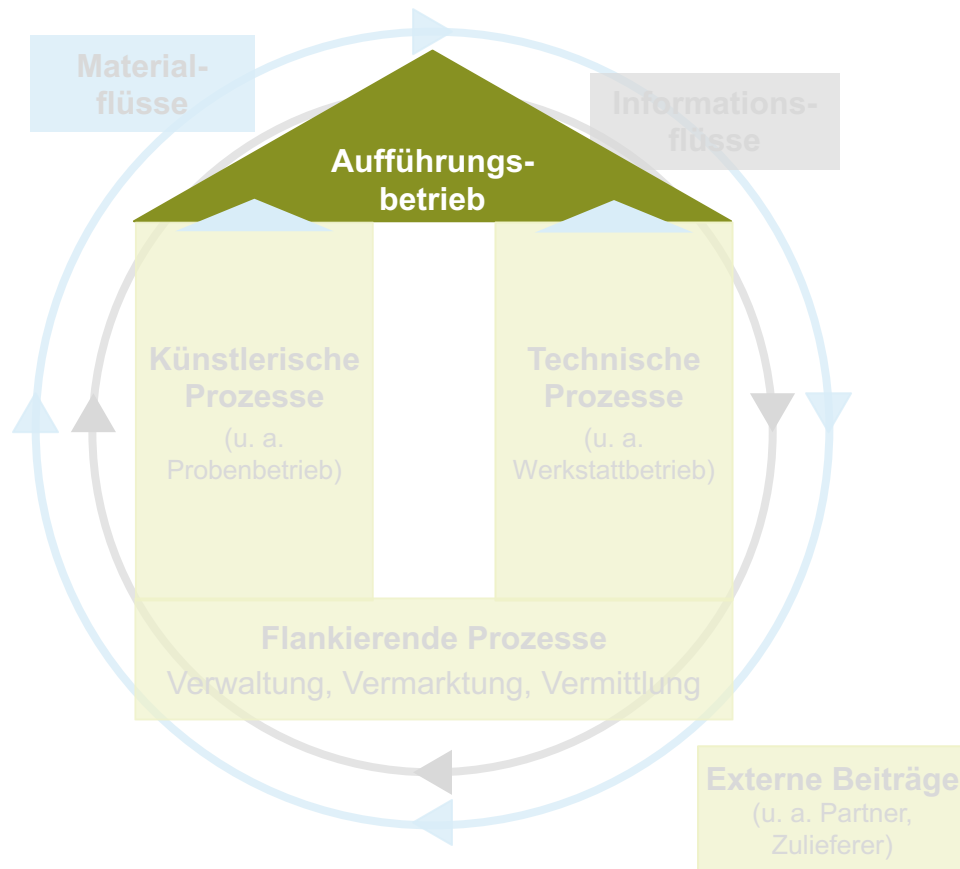 Material-
flüsse
Informations-
flüsse
Aufführungs-
betrieb
Künstlerische
Prozesse
(u. a.
Probenbetrieb)
Technische
Prozesse
(u. a.
Werkstattbetrieb)
Flankierende Prozesse
Verwaltung, Vermarktung, Vermittlung
Externe Beiträge
(u. a. Partner,
Zulieferer)